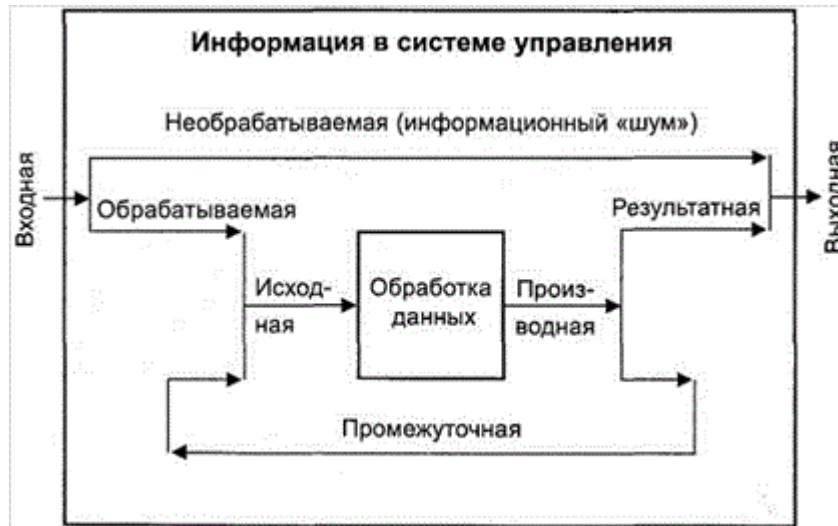 Информация в системе управления
Необрабатываемая (информационный «шум»)
Входная
Обрабатываемая
Результатная
Выходная
Исход-
ная
Обработка
данных
Произ-
водная
Промежуточная